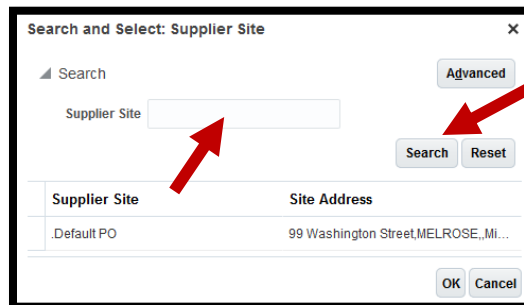 Search and Select: Supplier Site
Search
Advanced
Supplier Site
Search Reset
Supplier Site Site Address
.Default PO 99 Washington Street,MELROSE,,Mi...
OK Cancel